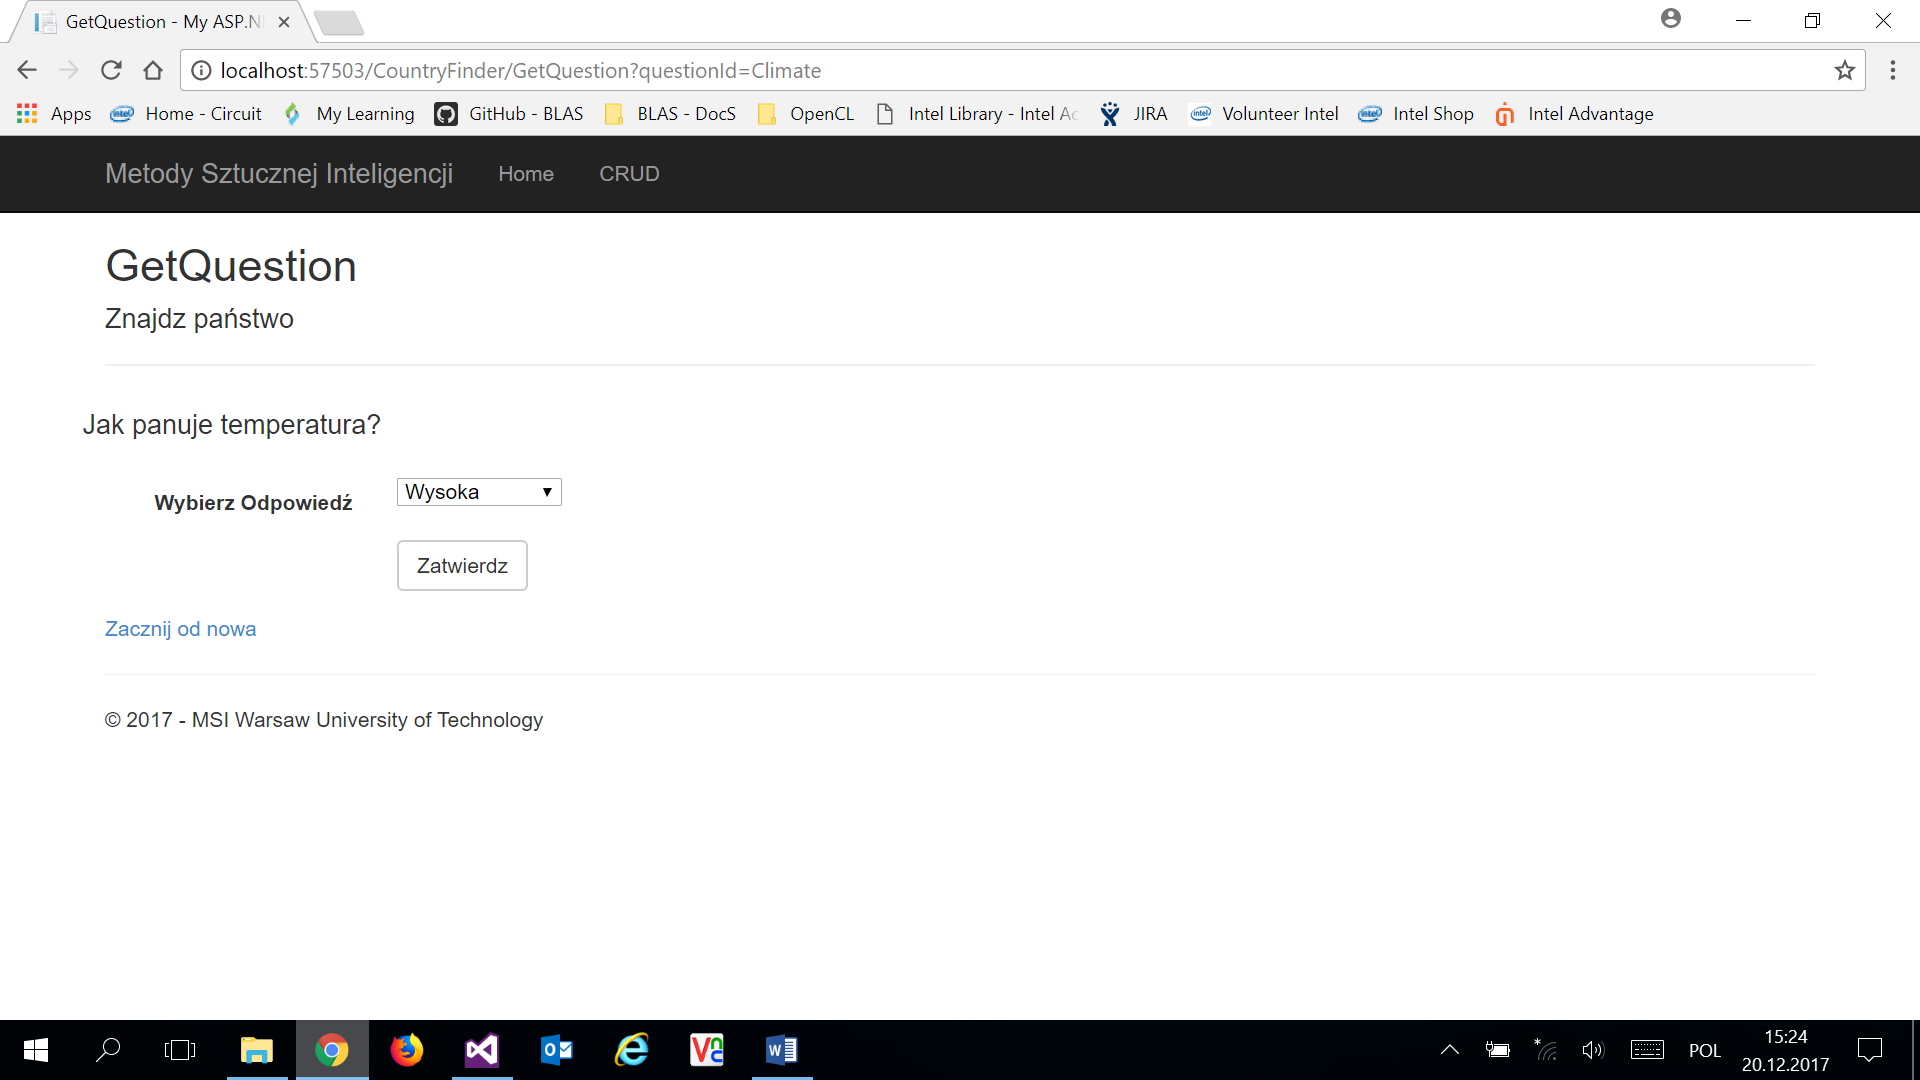 GetQuestion - My ASP.N
localhost:57503/CountryFinder/GetQuestion?questionId=Climate
Apps Home - Circuit My Learning GitHub - BLAS BLAS - DocS OpenCL Intel Library - Intel Ac JIRA Volunteer Intel Intel Shop Intel Advantage
Metody Sztucznej Inteligencji Home CRUD
GetQuestion
Znajdz państwo
Jak panuje temperatura?
Wybierz Odpowiedź Wysoka
Zatwierdz
Zacznij od nowa
© 2017 - MSI Warsaw University of Technology
POL 15:24
20.12.2017